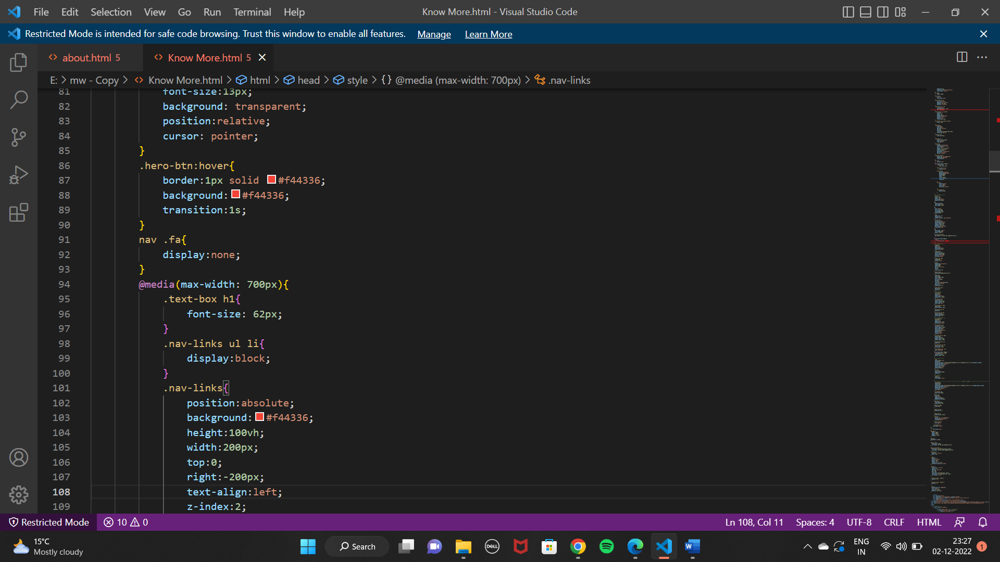 File Edit Selection View Go Run Terminal Help Know More.html - Visual Studio Code
Restricted Mode is intended for safe code browsing. Trust this window to enable all features. Manage Learn More
about.html 5 Know More.html 5
E: > mw - Copy > Know More.html > html > head > style > {} @media (max-width: 700px) > .nav-links
81 font-size:13px;
82 background: transparent;
83 position:relative;
84 cursor: pointer;
85 }
86 .hero-btn:hover{
87 border:1px solid #f44336;
88 background:#f44336;
89 transition:1s;
90 }
91 nav .fa{
92 display:none;
93 }
94 @media(max-width: 700px){
95 .text-box h1{
96 font-size: 62px;
97 }
98 .nav-links ul li{
99 display:block;
100 }
101 .nav-links{
102 position:absolute;
103 background:#f44336;
104 height:100vh;
105 width:200px;
106 top:0;
107 right:-200px;
108 text-align:left;
109 z-index:2;
Restricted Mode 10 0 Ln 108, Col 11 Spaces: 4 UTF-8 CRLF HTML
15°C
Mostly cloudy
Search
DELL
W
ENG
IN
23:27
02-12-2022
1